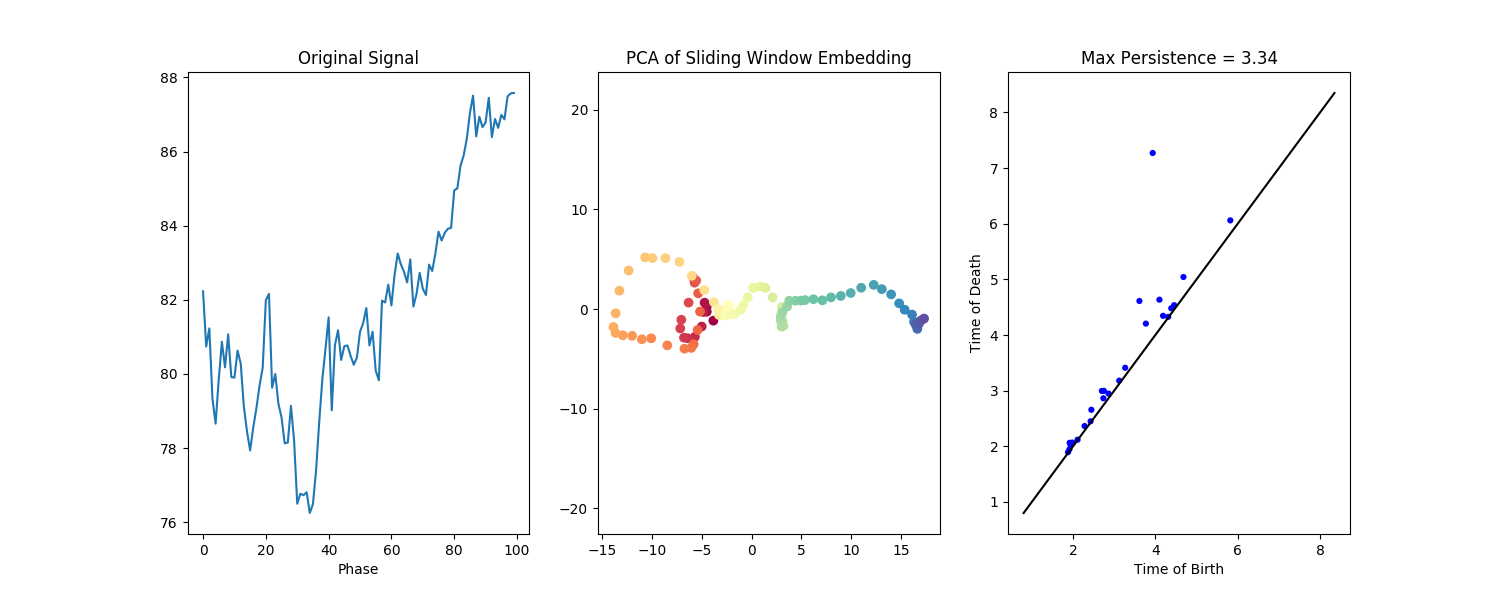 Original Signal
88
86
84
82
80
78
76
0 20 40 60 80 100
Phase
PCA of Sliding Window Embedding
20
10
0
−10
−20
−15 −10 −5 0 5 10 15
Max Persistence = 3.34
Time of Death
8
7
6
5
4
3
2
1
2 4 6 8
Time of Birth